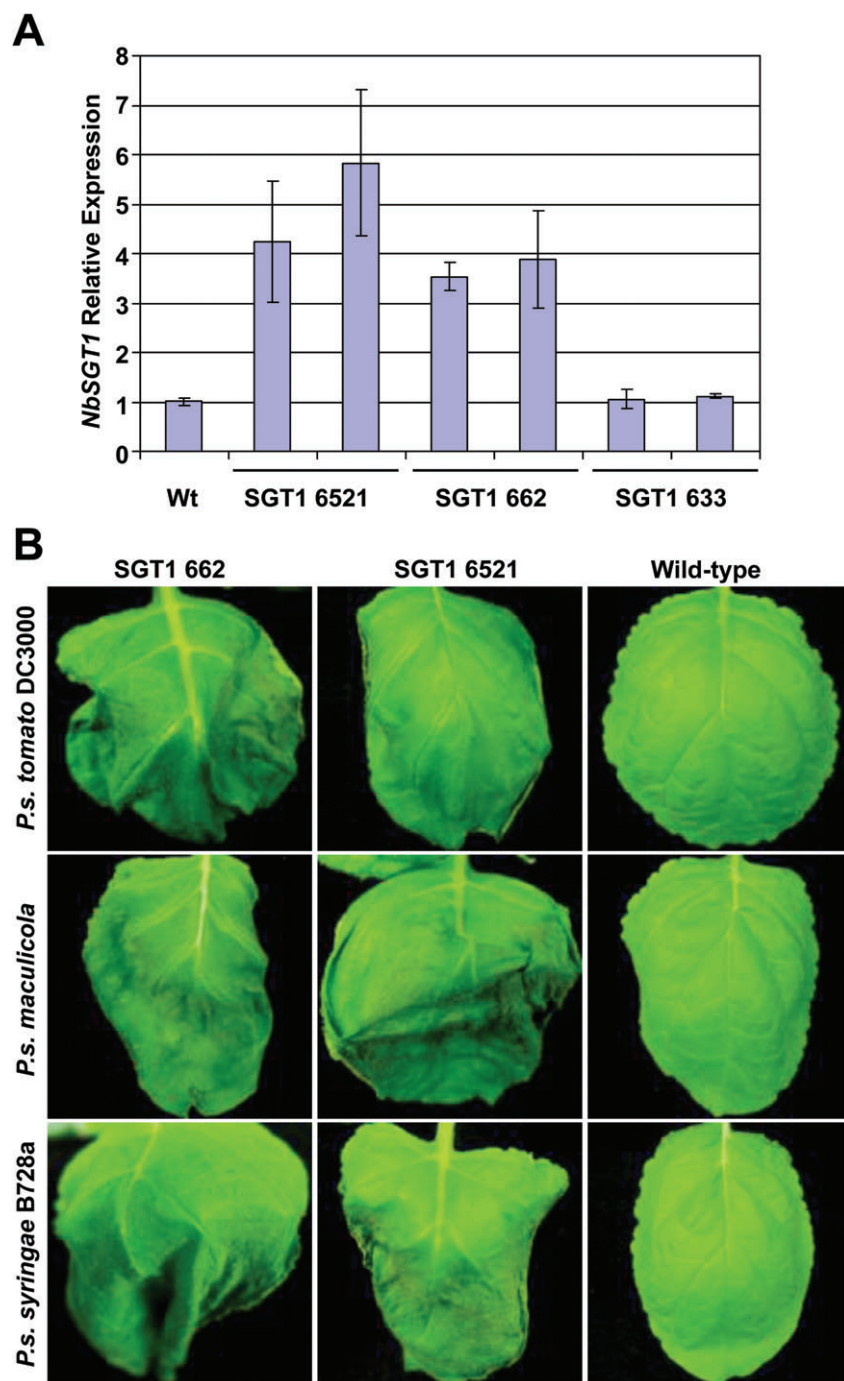 A
8
7
6
5
4
3
2
1
0
NbSGT1 Relative Expression
Wt
SGT1 6521
SGT1 662
SGT1 633
B
SGT1 662
SGT1 6521
Wild-type
P.s. tomato DC3000
P.s. maculicola
P.s. syringae B728a